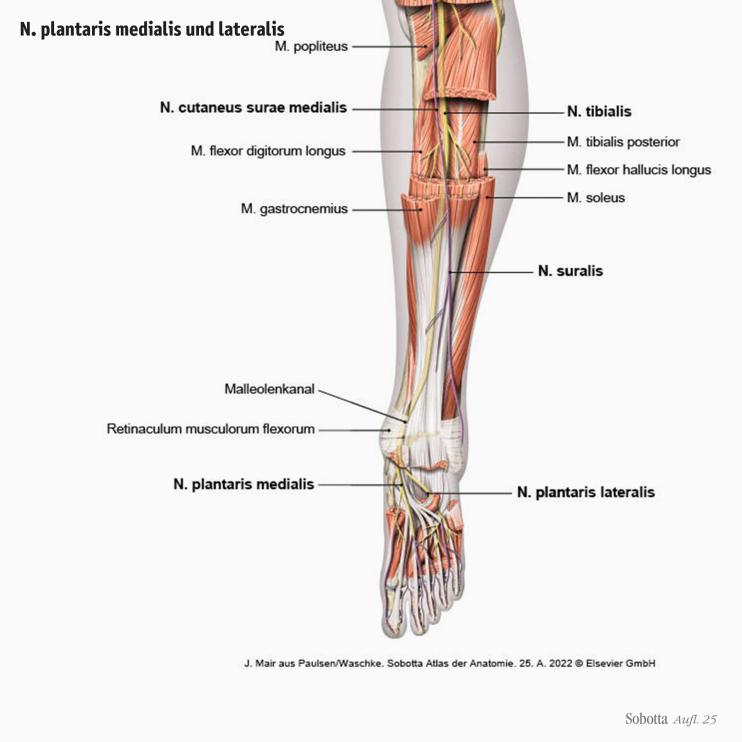 N. plantaris medialis und lateralis
M. popliteus
N. cutaneus surae medialis
N. tibialis
M. tibialis posterior
M. flexor digitorum longus
M. flexor hallucis longus
M. soleus
M. gastrocnemius
N. suralis
Malleolenkanal
Retinaculum musculorum flexorum
N. plantaris medialis
N. plantaris lateralis
J. Mair aus Paulsen/Waschke. Sobotta Atlas der Anatomie. 25. A. 2022 © Elsevier GmbH
Sobotta Aufl. 25